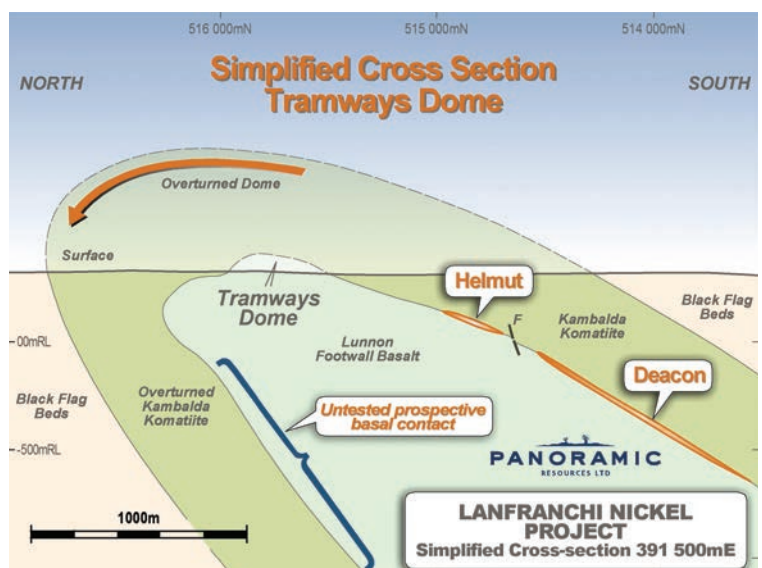 516 000mN
515 000mN
514 000mN
Simplified Cross Section
Tramways Dome
NORTH
SOUTH
Overturned Dome
Surface
Helmut
Tramways
Dome
F
Kambalda
Komatiite
Black Flag
Beds
00mRL
Lunnon
Footwall Basalt
Deacon
Black Flag
Beds
Overturned
Kambalda
Komatiite
Untested prospective
basal contact
-500mRL
PANORAMIC
RESOURCES LTD
1000m
LANFRANCHI NICKEL
PROJECT
Simplified Cross-section 391 500mE